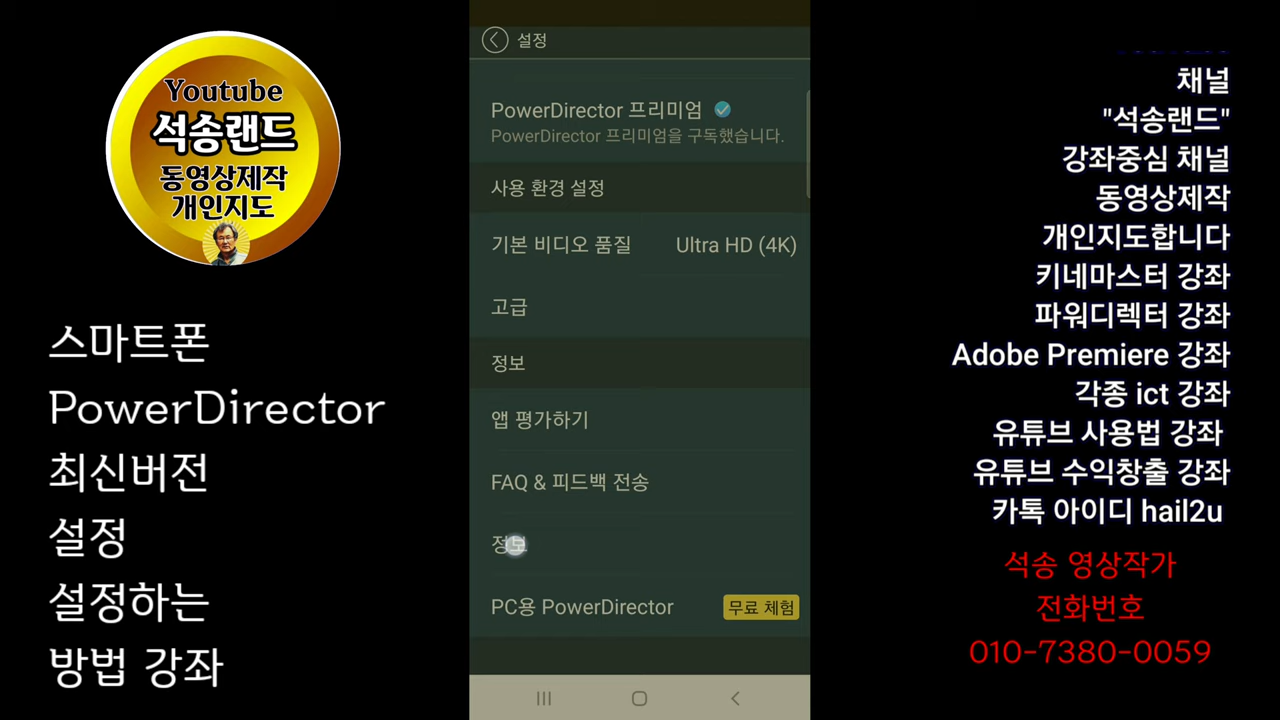 Youtube
석송랜드
동영상제작
개인지도
스마트폰
PowerDirector
최신버전
설정
설정하는
방법 강좌
설정
PowerDirector 프리미엄
PowerDirector 프리미엄을 구독했습니다.
사용 환경 설정
기본 비디오 품질 Ultra HD (4K)
고급
정보
앱 평가하기
FAQ & 피드백 전송
정보
PC용 PowerDirector 무료 체험
채널
"석송랜드"
강좌중심 채널
동영상제작
개인지도합니다
키네마스터 강좌
파워디렉터 강좌
Adobe Premiere 강좌
각종 ict 강좌
유튜브 사용법 강좌
유튜브 수익창출 강좌
카톡 아이디 hail2u
석송 영상작가
전화번호
010-7380-0059